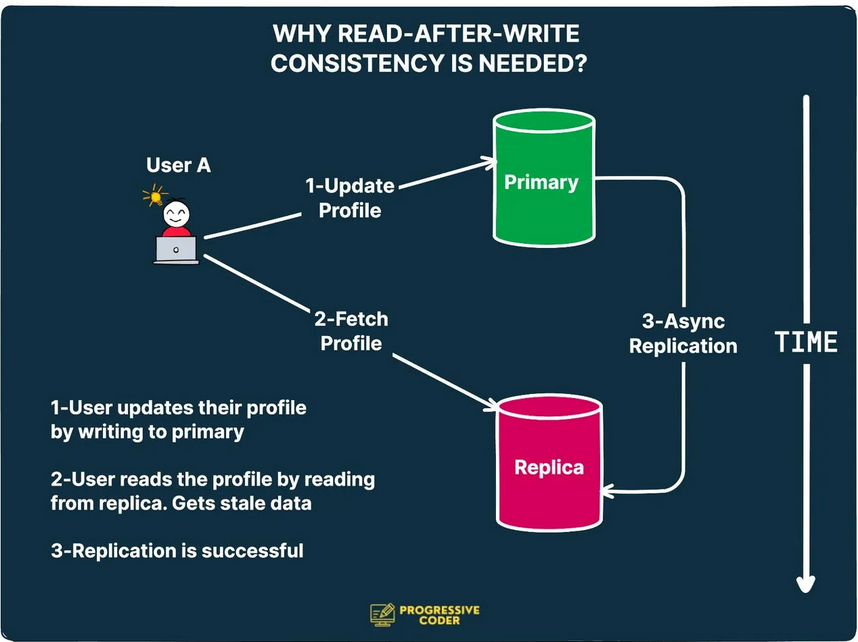 WHY READ-AFTER-WRITE
CONSISTENCY IS NEEDED?
User A
1-Update
Profile
Primary
2-Fetch
Profile
3-Async
Replication
TIME
Replica
1-User updates their profile
by writing to primary
2-User reads the profile by reading
from replica. Gets stale data
3-Replication is successful
PROGRESSIVE
CODER